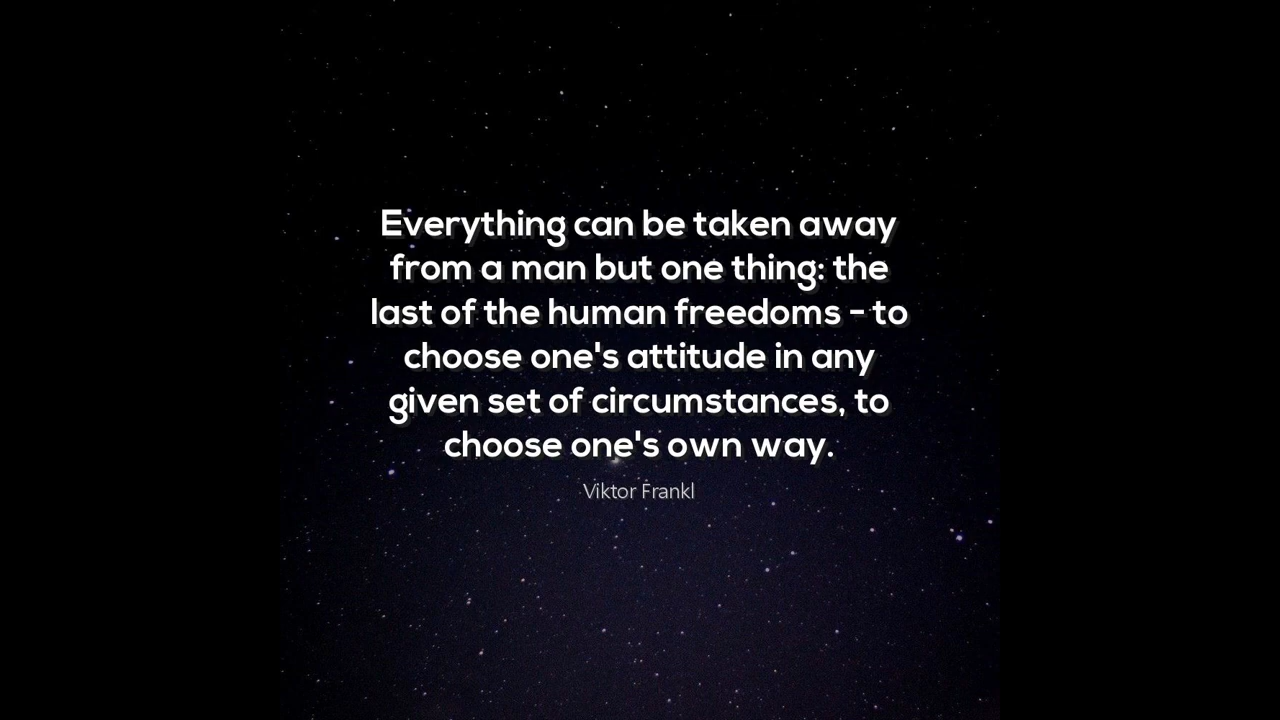 Everything can be taken away
from a man but one thing: the
last of the human freedoms - to
choose one's attitude in any
given set of circumstances, to
choose one's own way.
Viktor Frankl